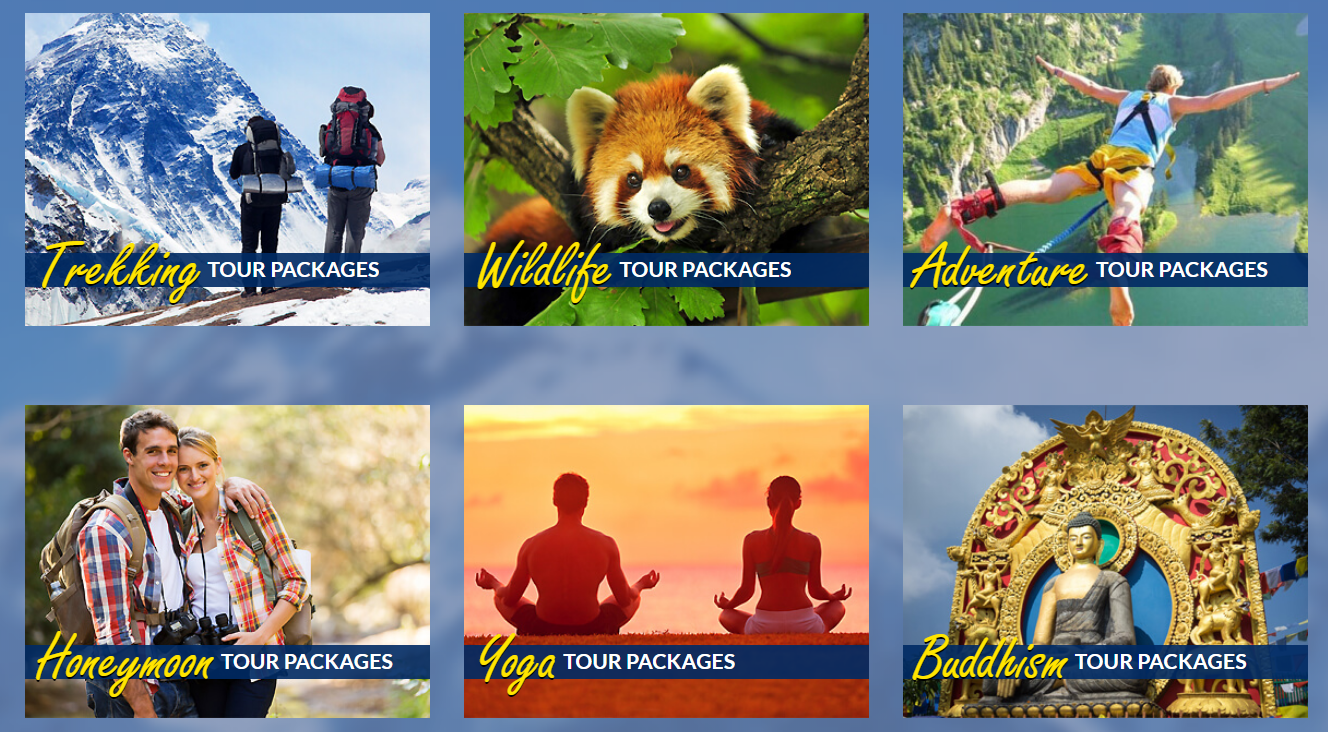 Trekking TOUR PACKAGES
Wildlife TOUR PACKAGES
Adventure TOUR PACKAGES
Honeymoon TOUR PACKAGES
Yoga TOUR PACKAGES
Buddhism TOUR PACKAGES